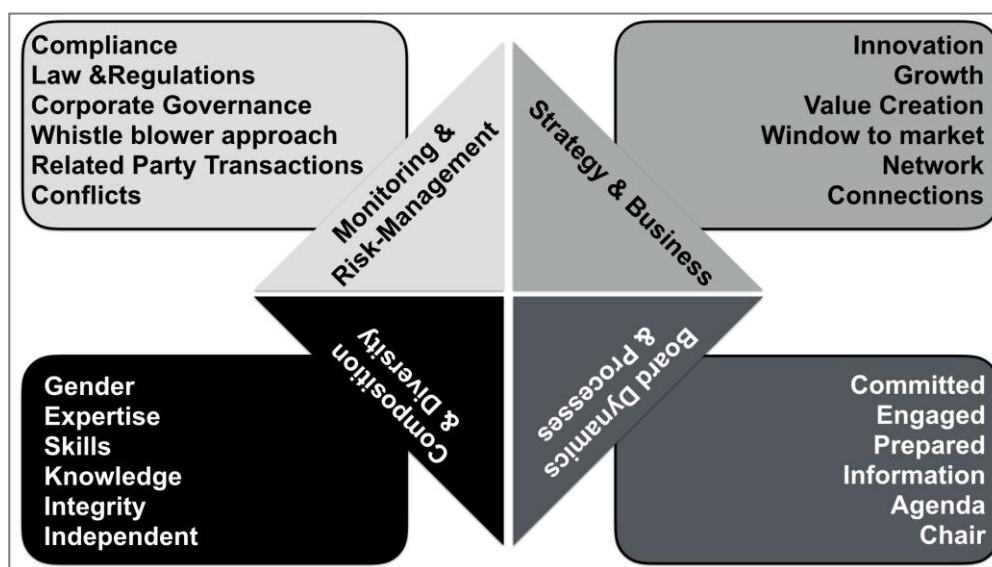 Compliance
Law &Regulations
Corporate Governance
Whistle blower approach
Related Party Transactions
Conflicts
Monitoring &
Risk-Management
Strategy & Business
Innovation
Growth
Value Creation
Window to market
Network
Connections
Gender
Expertise
Skills
Knowledge
Integrity
Independent
Composition
& Diversity
Board Dynamics
& Processes
Committed
Engaged
Prepared
Information
Agenda
Chair